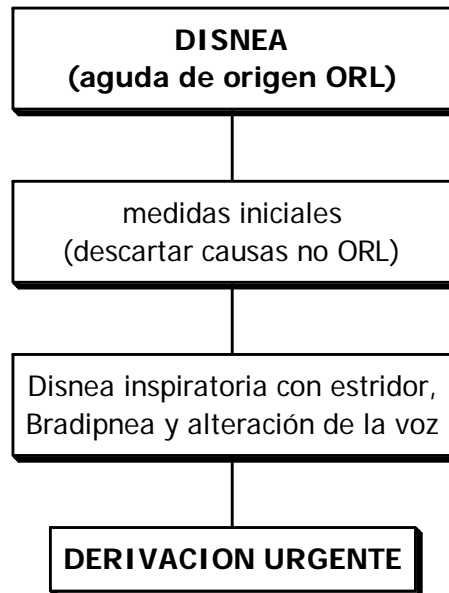 DISNEA
(aguda de origen ORL)
medidas iniciales
(descartar causas no ORL)
Disnea inspiratoria con estridor,
Bradipnea y alteración de la voz
DERIVACION URGENTE